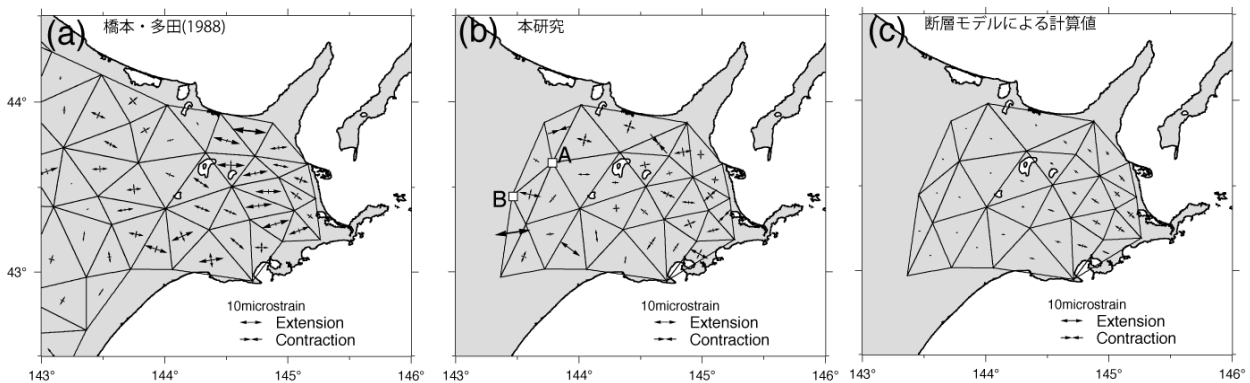 (a) 橋本・多田(1988)
44°
43°
10microstrain
Extension
Contraction
143° 144° 145° 146°
(b) 本研究
A
B
10microstrain
Extension
Contraction
143° 144° 145° 146°
(c) 断層モデルによる計算値
10microstrain
Extension
Contraction
143° 144° 145° 146°